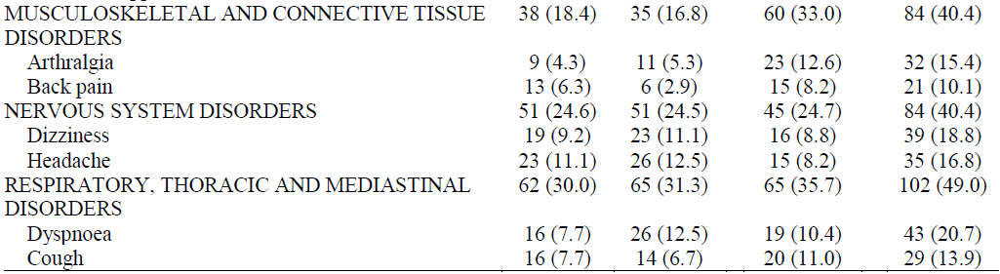 MUSCULOSKELETAL AND CONNECTIVE TISSUE 38 (18.4) 35 (16.8) 60 (33.0) 84 (40.4)
DISORDERS
Arthralgia 9 (4.3) 11 (5.3) 23 (12.6) 32 (15.4)
Back pain 13 (6.3) 6 (2.9) 15 (8.2) 21 (10.1)
NERVOUS SYSTEM DISORDERS 51 (24.6) 51 (24.5) 45 (24.7) 84 (40.4)
Dizziness 19 (9.2) 23 (11.1) 16 (8.8) 39 (18.8)
Headache 23 (11.1) 26 (12.5) 15 (8.2) 35 (16.8)
RESPIRATORY, THORACIC AND MEDIASTINAL 62 (30.0) 65 (31.3) 65 (35.7) 102 (49.0)
DISORDERS
Dyspnoea 16 (7.7) 26 (12.5) 19 (10.4) 43 (20.7)
Cough 16 (7.7) 14 (6.7) 20 (11.0) 29 (13.9)